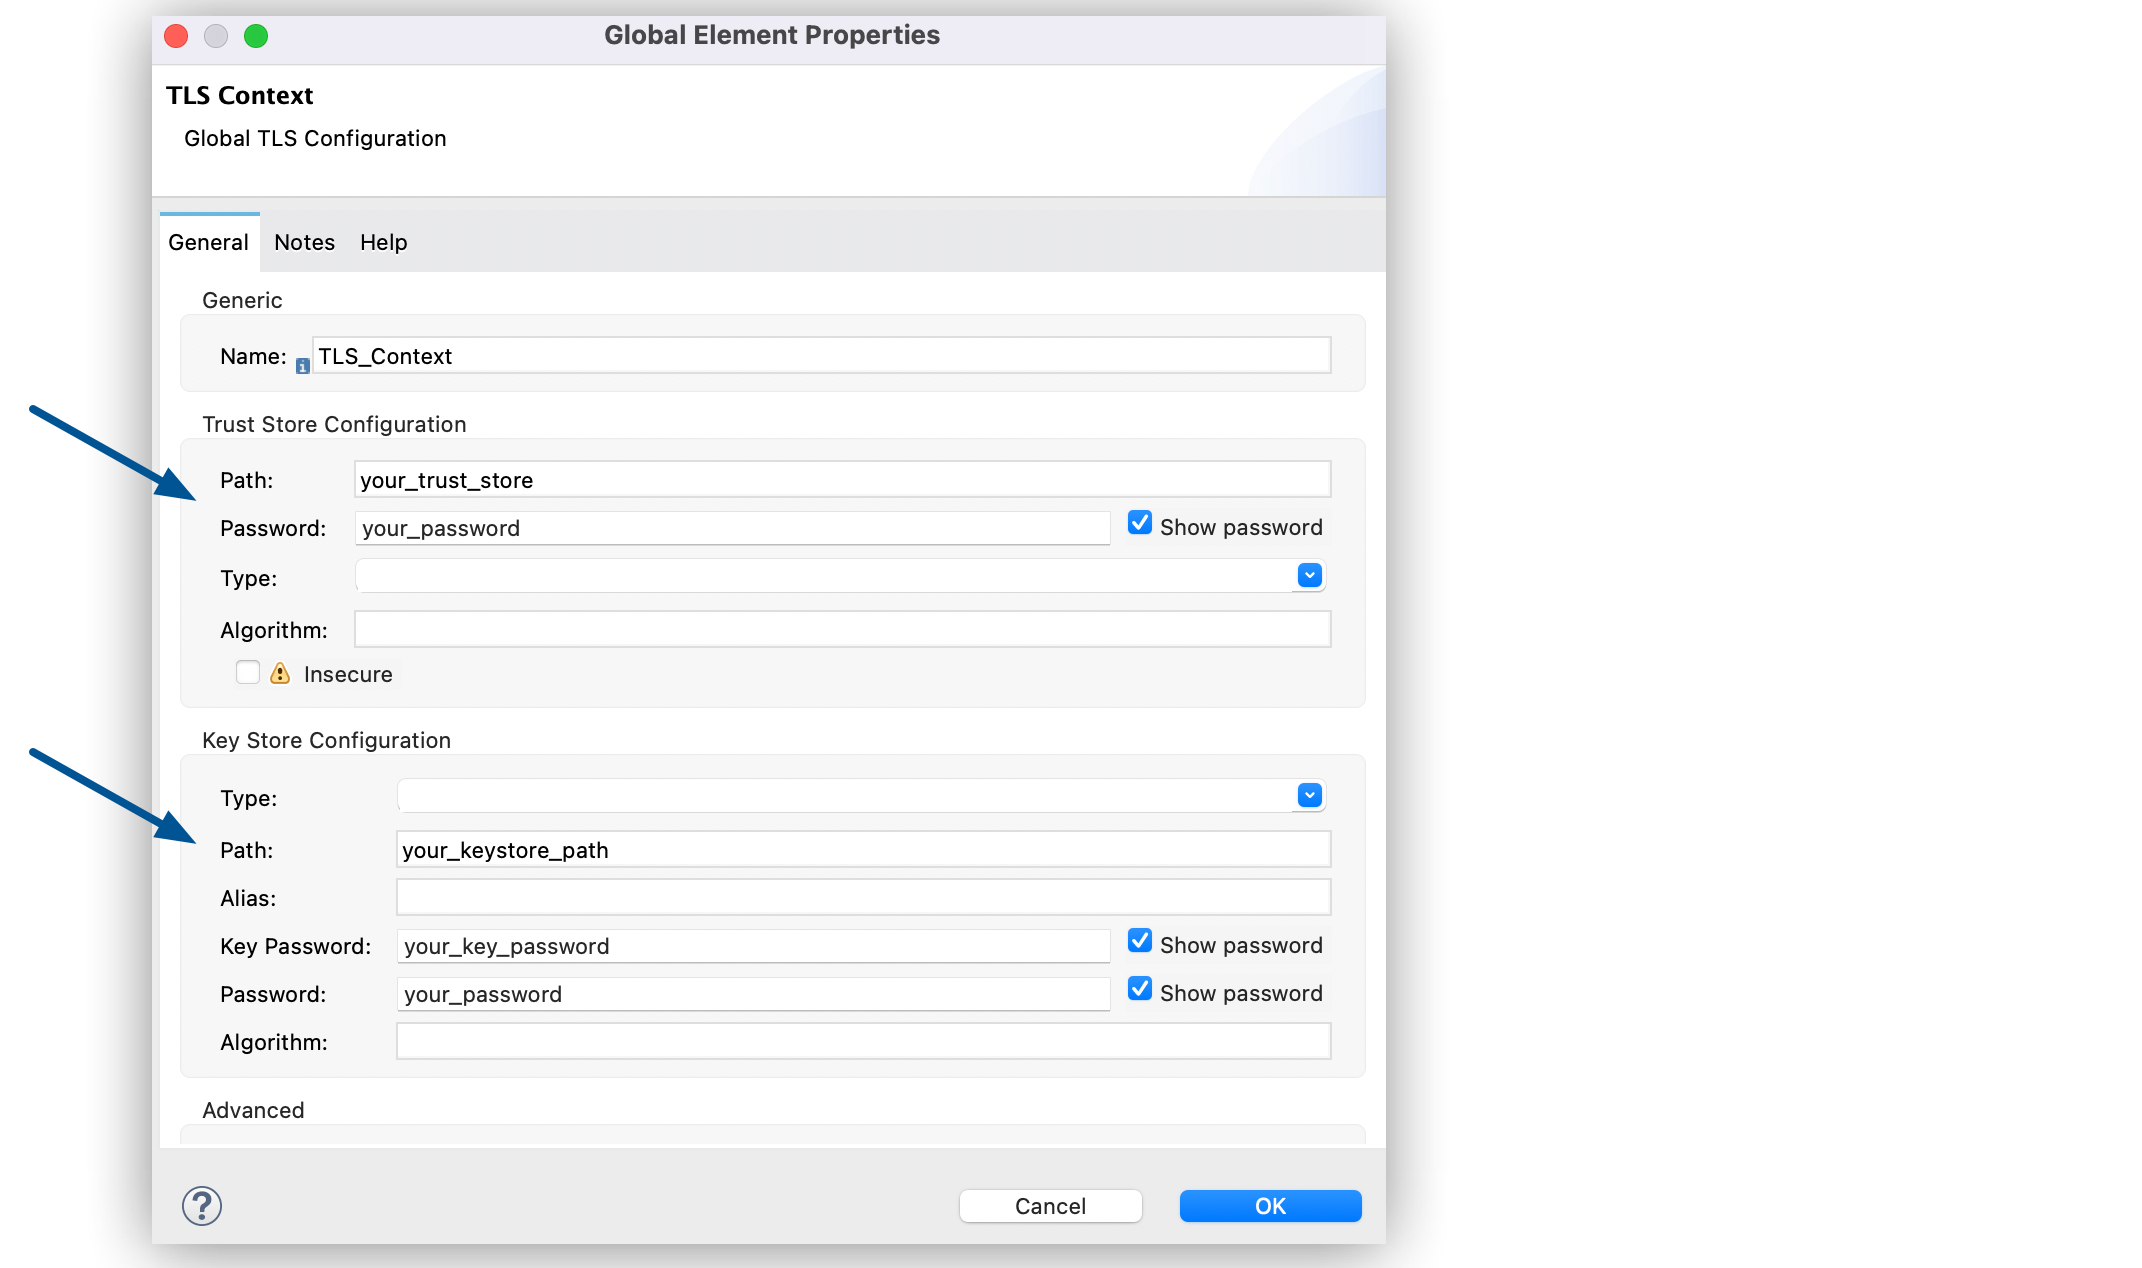 Global Element Properties
TLS Context
Global TLS Configuration
General Notes Help
Generic
Name: TLS_Context
Trust Store Configuration
Path: your_trust_store
Password: your_password Show password
Type:
Algorithm:
Insecure
Key Store Configuration
Type:
Path: your_keystore_path
Alias:
Key Password: your_key_password Show password
Password: your_password Show password
Algorithm:
Advanced
? Cancel OK